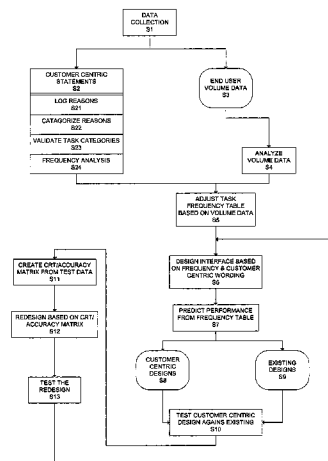 DATA
COLLECTION
S1
CUSTOMER CENTRIC
STATEMENTS
S2
LOG REASONS
S21
CATAGORIZE REASONS
S22
VALIDATE TASK CATEGORIES
S23
FREQUENCY ANALYSIS
S24
END USER
VOLUME DATA
S3
ANALYZE
VOLUME DATA
S4
ADJUST TASK
FREQUENCY TABLE
BASED ON VOLUME DATA
S5
DESIGN INTERFACE BASED
ON FREQUENCY & CUSTOMER
CENTRIC WORDING
S6
PREDICT PERFORMANCE
FROM FREQUENCY TABLE
S7
CUSTOMER
CENTRIC
DESIGNS
S8
EXISTING
DESIGNS
S9
TEST CUSTOMER CENTRIC
DESIGN AGAINS EXISTING
S10
CREATE CRT/ACCURACY
MATRIX FROM TEST DATA
S11
REDESIGN BASED ON CRT/
ACCURACY MATRIX
S12
TEST THE
REDESIGN
S13